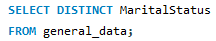 SELECT DISTINCT MaritalStatus
FROM general_data;